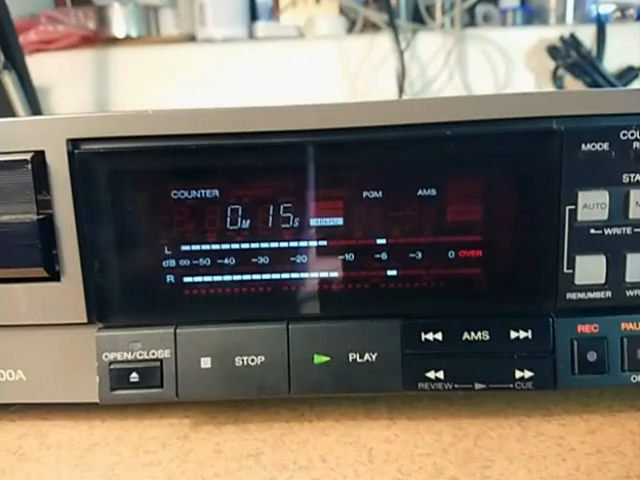 COUNTER PGM AMS
0M 15S
L
dB ∞ -50 -40 -30 -20 -10 -6 -3 0 OVER
R
OPEN/CLOSE
STOP
PLAY
AMS
REVIEW CUE
00A
MODE
AUTO
WRITE
RENUMBER
REC